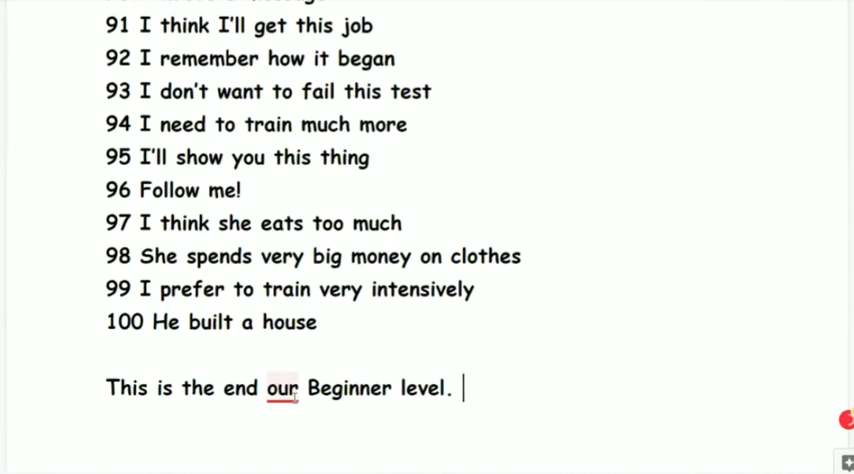 91 I think I'll get this job
92 I remember how it began
93 I don't want to fail this test
94 I need to train much more
95 I'll show you this thing
96 Follow me!
97 I think she eats too much
98 She spends very big money on clothes
99 I prefer to train very intensively
100 He built a house
This is the end our Beginner level.